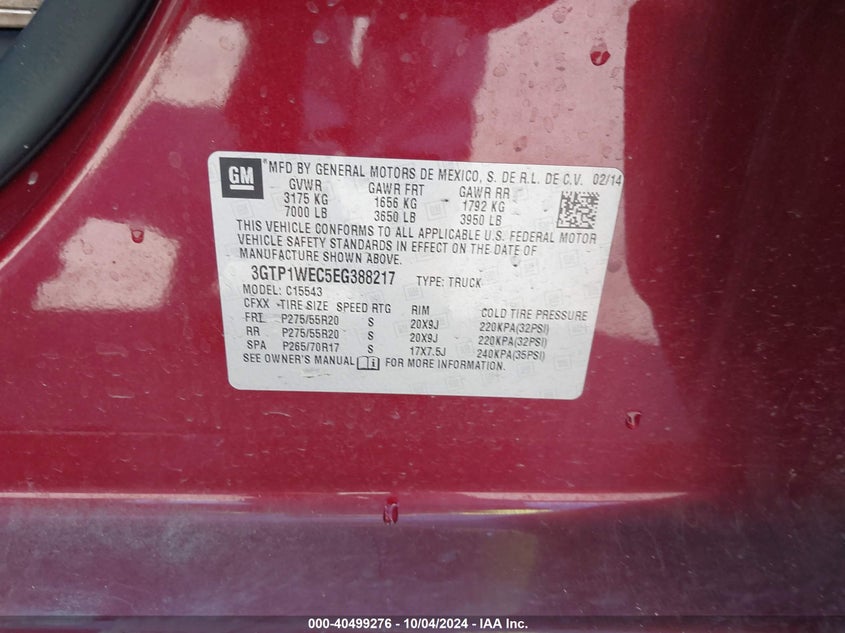 GM ® MFD BY GENERAL MOTORS DE MEXICO, S. DE R.L. DE C.V. 02/14
GVWR GAWR FRT GAWR RR
3175 KG 1656 KG 1792 KG
7000 LB 3650 LB 3950 LB
THIS VEHICLE CONFORMS TO ALL APPLICABLE U.S. FEDERAL MOTOR
VEHICLE SAFETY STANDARDS IN EFFECT ON THE DATE OF
MANUFACTURE SHOWN ABOVE.
3GTP1WEC5EG388217 TYPE: TRUCK
MODEL: C15543
CFXX -TIRE SIZE SPEED RTG RIM COLD TIRE PRESSURE
FRT P275/55R20 S 20X9J 220KPA(32PSI)
RR P275/55R20 S 20X9J 220KPA(32PSI)
SPA P265/70R17 S 17X7.5J 240KPA(35PSI)
SEE OWNER'S MANUAL FOR MORE INFORMATION.
000-40499276 - 10/04/2024 - IAA Inc.